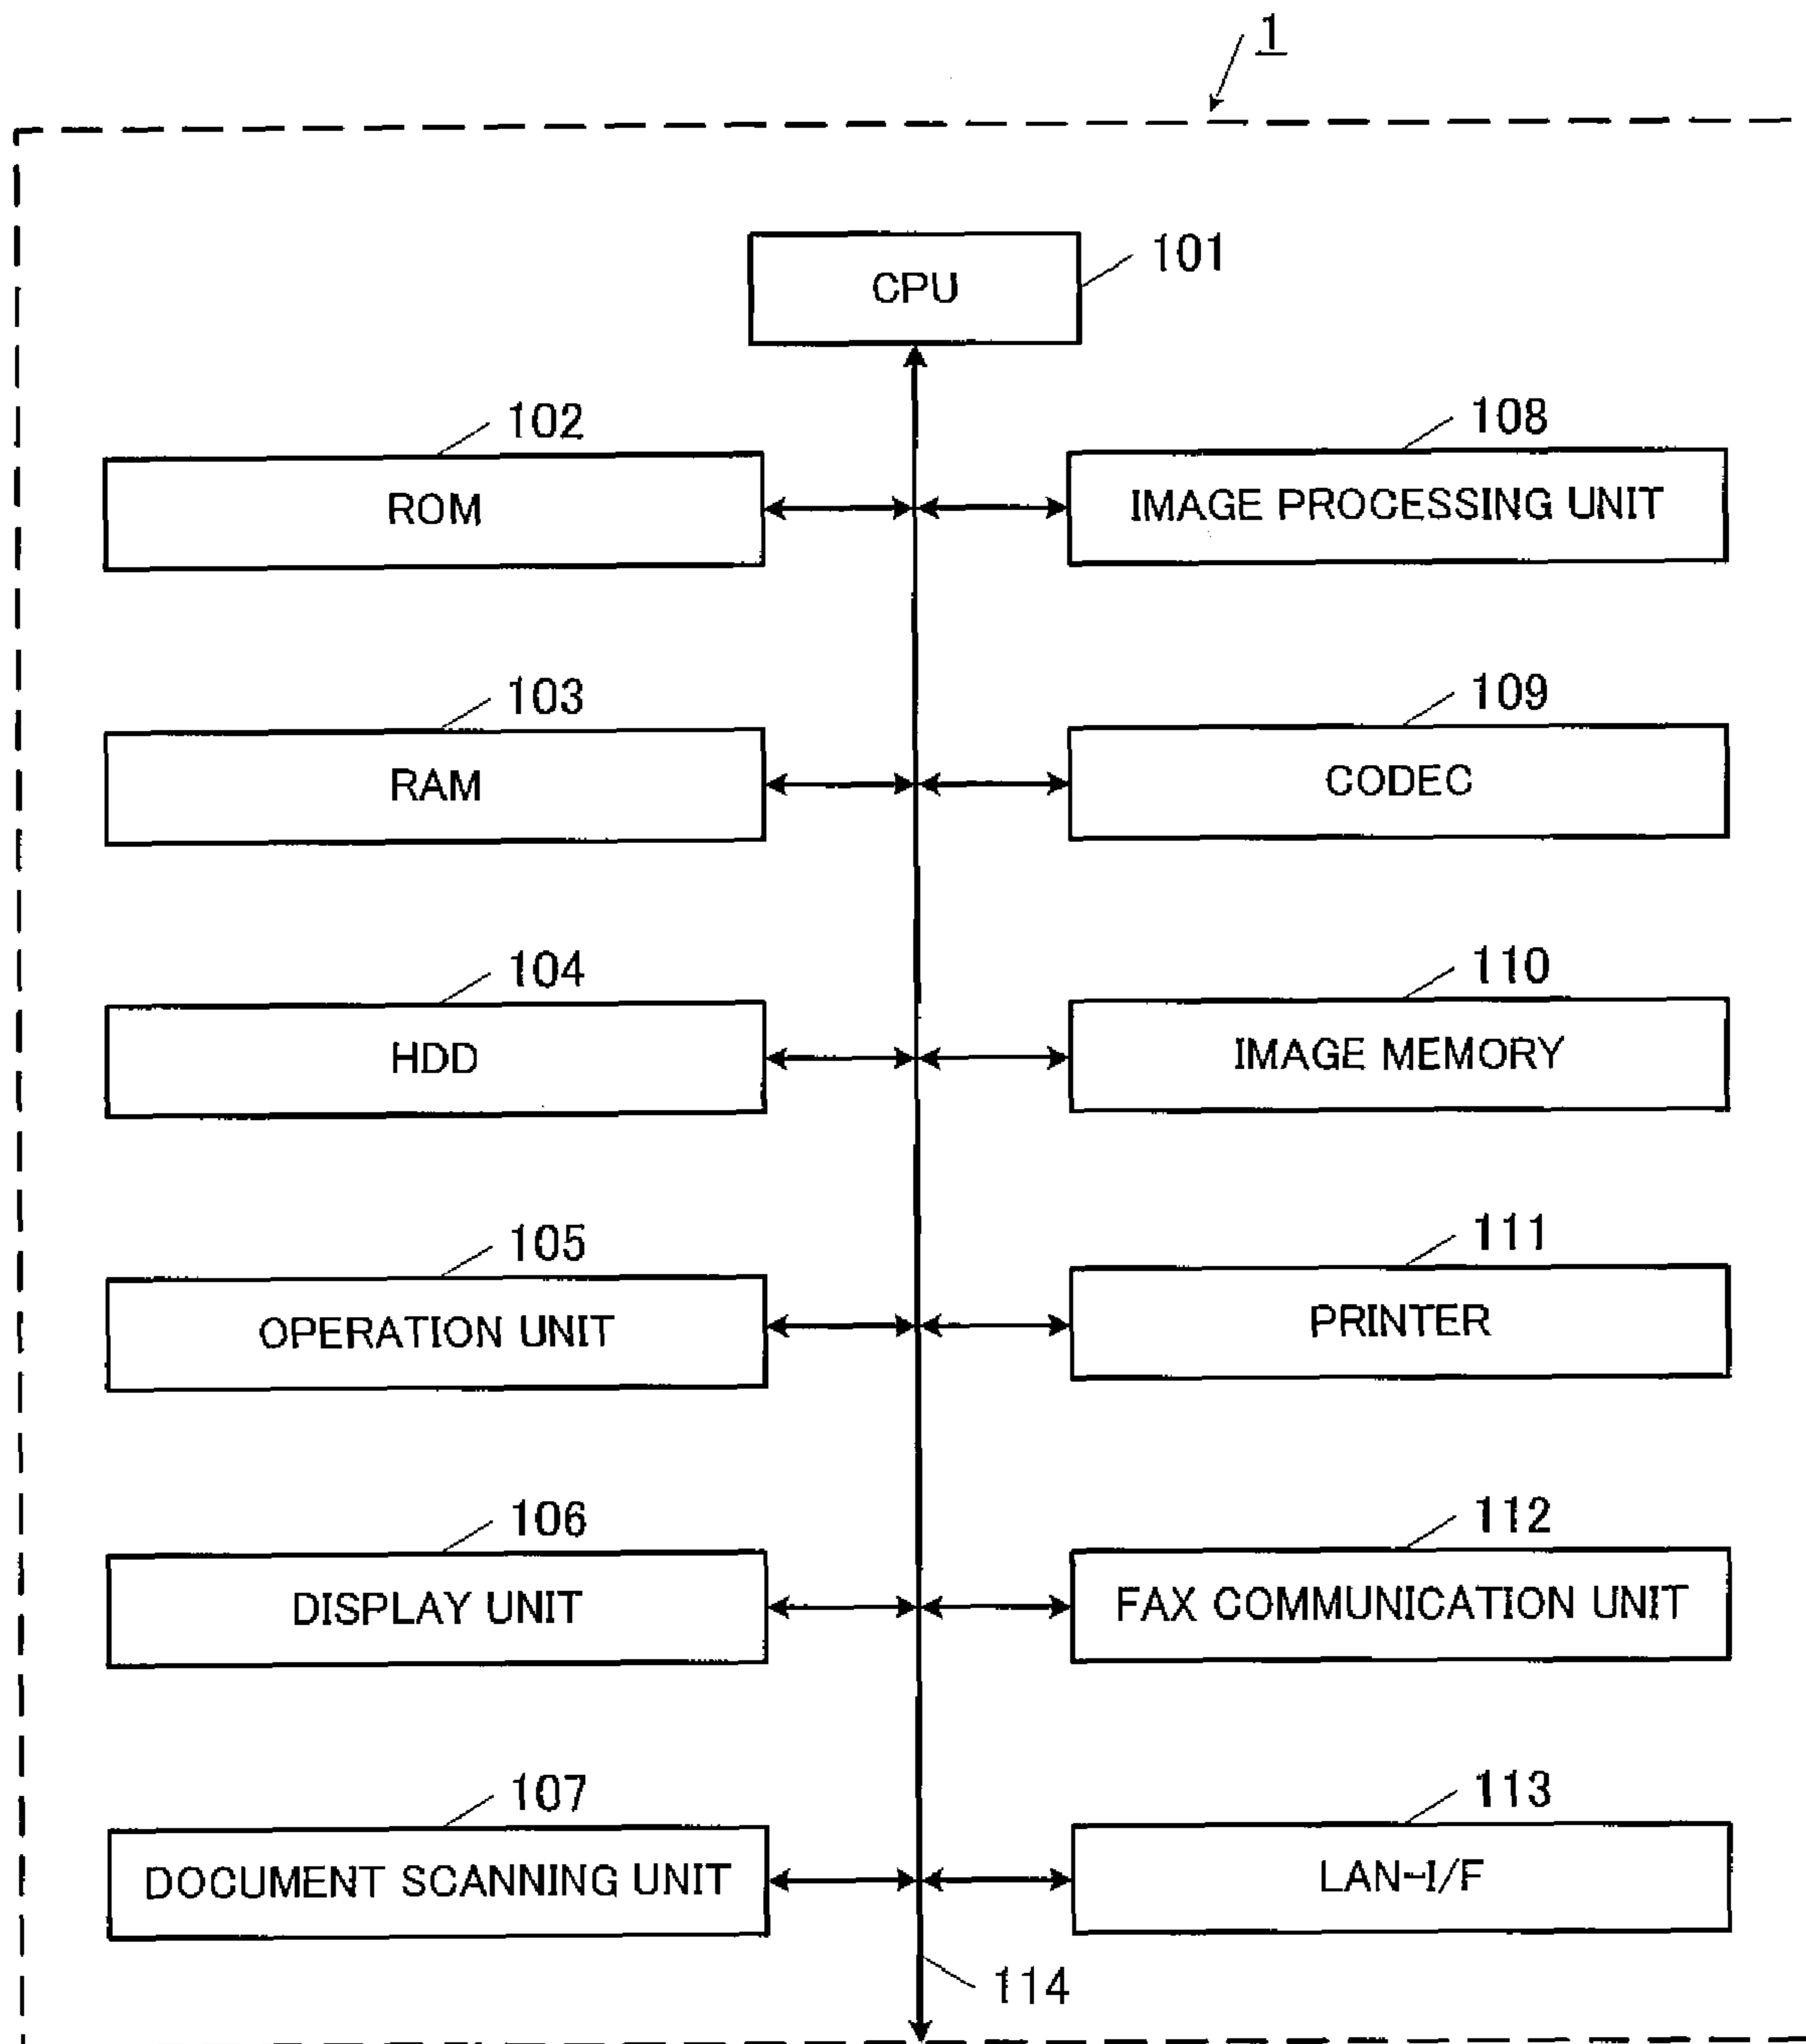 1
101
CPU
102
ROM
108
IMAGE PROCESSING UNIT
103
RAM
109
CODEC
104
HDD
110
IMAGE MEMORY
105
OPERATION UNIT
111
PRINTER
106
DISPLAY UNIT
112
FAX COMMUNICATION UNIT
107
DOCUMENT SCANNING UNIT
113
LAN-I/F
114